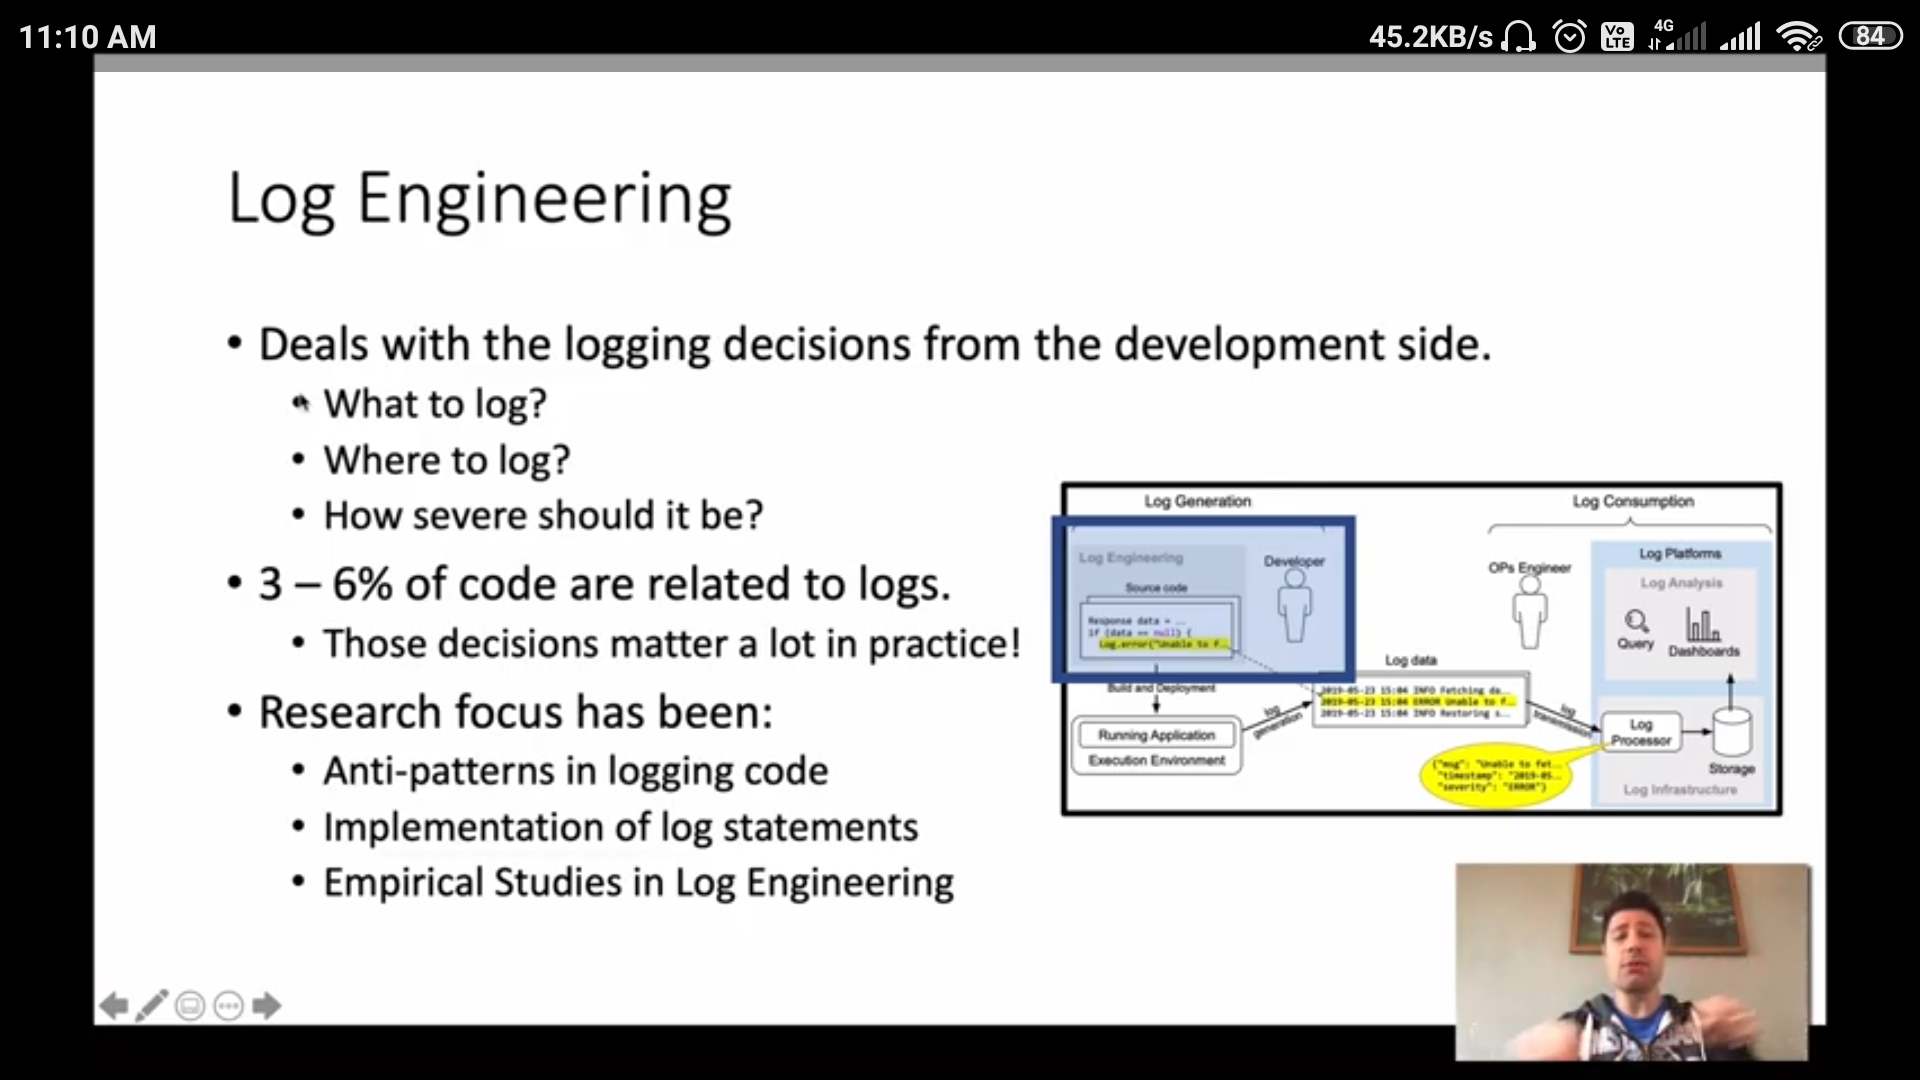 11:10 AM
45.2KB/s
Vo LTE
4G
84
Log Engineering
• Deals with the logging decisions from the development side.
• What to log?
• Where to log?
• How severe should it be?
• 3 – 6% of code are related to logs.
• Those decisions matter a lot in practice!
• Research focus has been:
• Anti-patterns in logging code
• Implementation of log statements
• Empirical Studies in Log Engineering
Log Generation
Log Engineering
Developer
Source code
Response data = ..
if (data == null) {
Log.error("Unable to f..
Build and Deployment
Running Application
Execution Environment
log generation
Log data
2019-05-23 15:04 INFO Fetching da..
2019-05-23 15:04 ERROR Unable to f..
2019-05-23 15:04 INFO Restoring s..
log transmission
Log Consumption
OPs Engineer
Log Platforms
Log Analysis
Query
Dashboards
Log
Processor
Storage
Log Infrastructure
{"msg": "Unable to fet..
"timestamp": "2019-05..
"severity": "ERROR"}